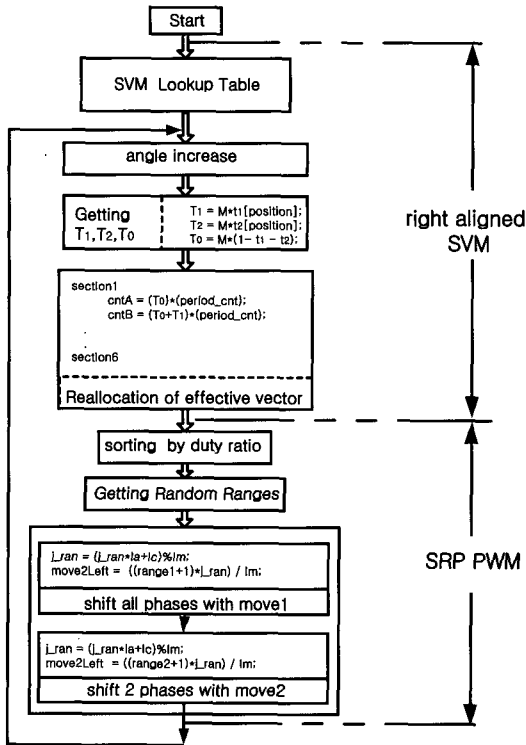 Start
SVM Lookup Table
angle increase
Getting
T1,T2,T0
T1 = M*t1[position];
T2 = M*t2[position];
T0 = M*(1- t1 - t2);
right aligned
SVM
section1
cntA = (T0)*(period_cnt);
cntB = (T0+T1)*(period_cnt);
section6
Reallocation of effective vector
sorting by duty ratio
Getting Random Ranges
SRP PWM
j_ran = (j_ran*Ia+Ic)%Im;
move2Left = ((range1+1)*j_ran) / Im;
shift all phases with move1
j_ran = (j_ran*Ia+Ic)%Im;
move2Left = ((range2+1)*j_ran) / Im;
shift 2 phases with move2